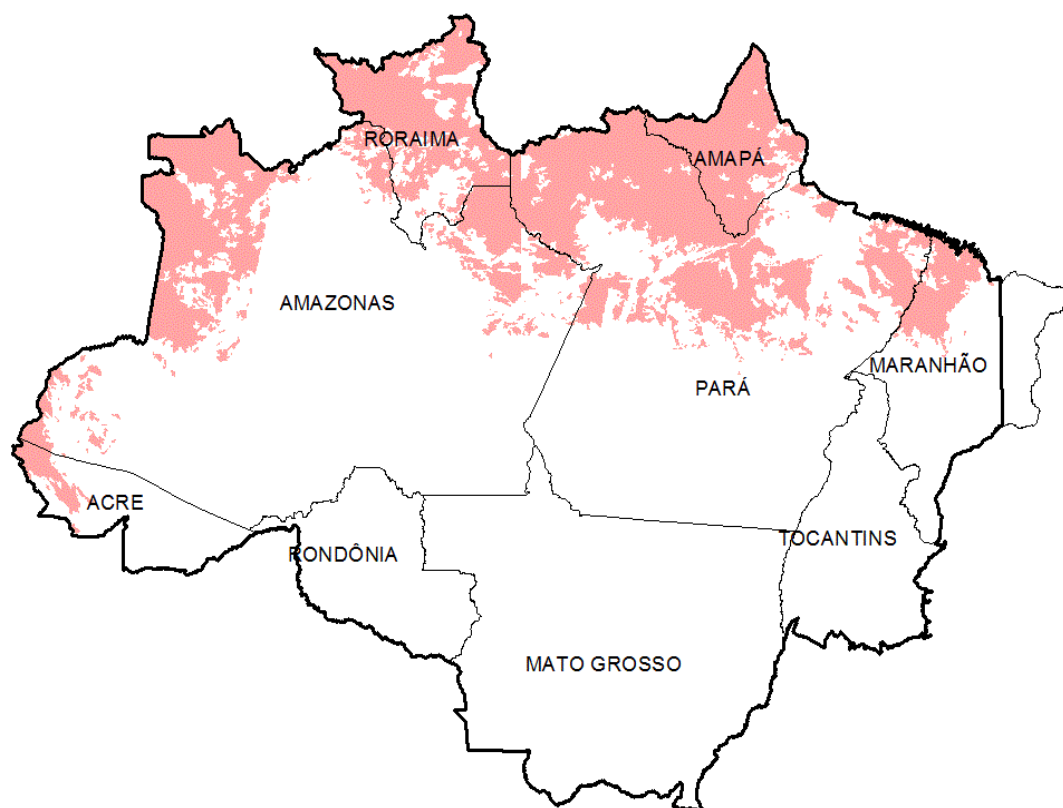 RORAIMA
AMAPÁ
AMAZONAS
MARANHÃO
PARÁ
ACRE
TOCANTINS
RONDÔNIA
MATO GROSSO